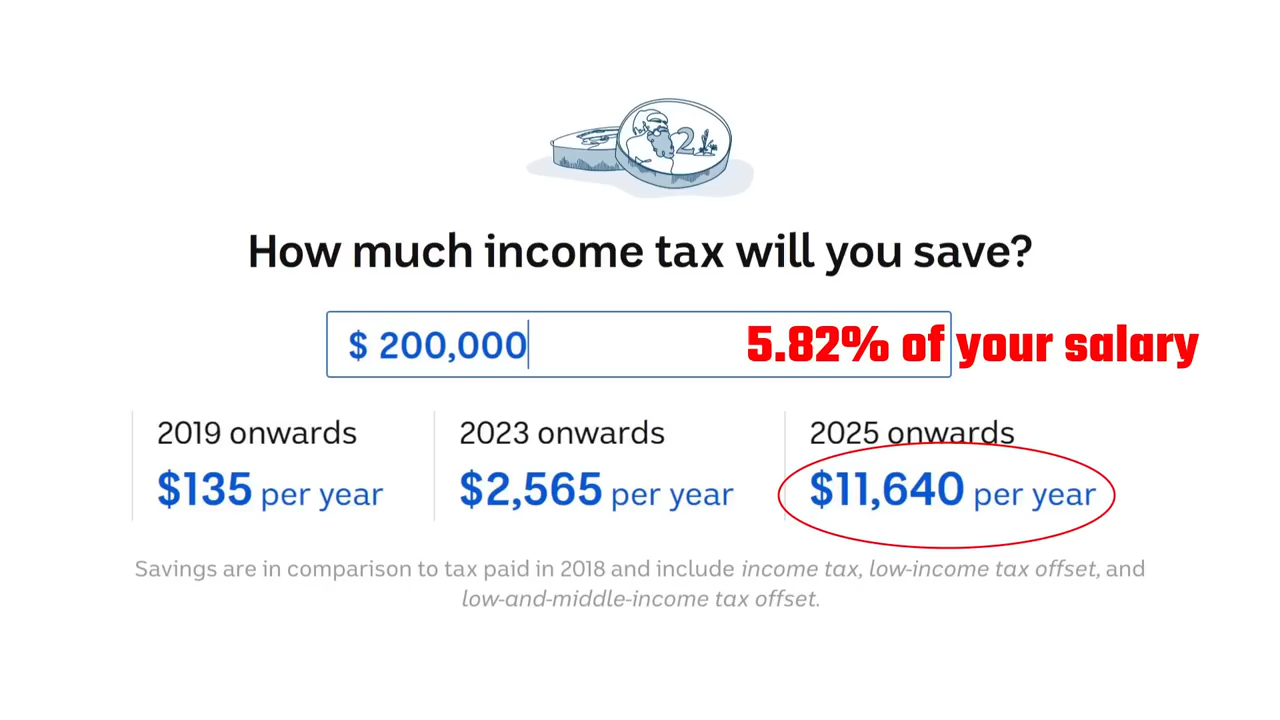 2
How much income tax will you save?
$ 200,000
5.82% of your salary
2019 onwards
2023 onwards
2025 onwards
$135 per year
$2,565 per year
$11,640 per year
Savings are in comparison to tax paid in 2018 and include income tax, low-income tax offset, and
low-and-middle-income tax offset.